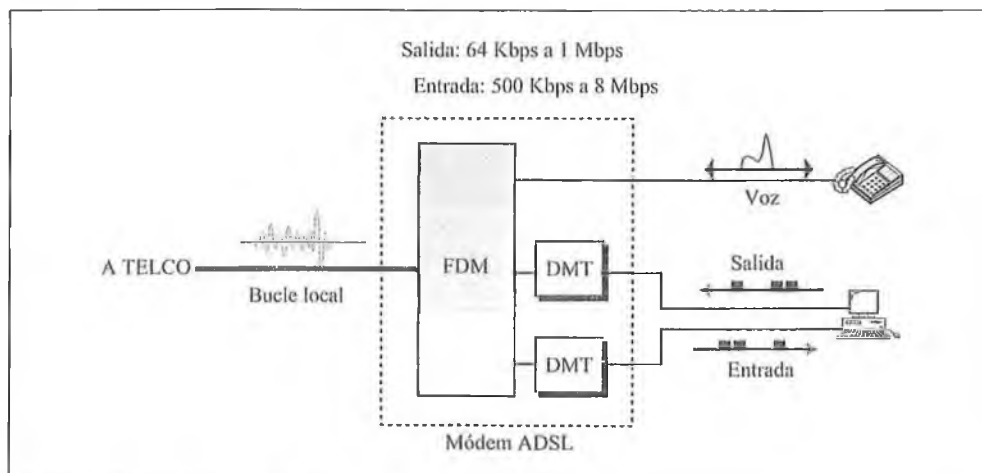 Salida: 64 Kbps a 1 Mbps
Entrada: 500 Kbps a 8 Mbps
Voz
A TELCO
Bucle local
FDM
DMT
Salida
DMT
Entrada
Módem ADSL